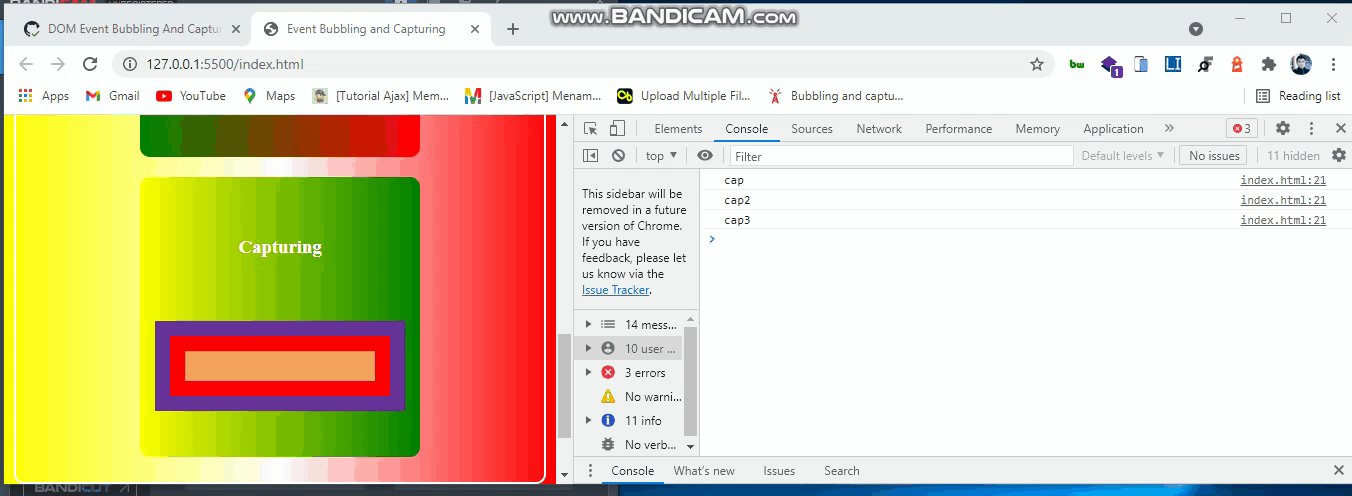 www.BANDICAM.com
DOM Event Bubbling And Captu
Event Bubbling and Capturing
127.0.0.1:5500/index.html
bw
1
LI
Apps
Gmail
YouTube
Maps
[Tutorial Ajax] Mem...
[JavaScript] Menam...
Upload Multiple Fil...
Bubbling and captu...
Reading list
Elements
Console
Sources
Network
Performance
Memory
Application
3
top
Filter
Default levels
No issues
11 hidden
This sidebar will be
removed in a future
version of Chrome.
If you have
feedback, please let
us know via the
Issue Tracker.
14 mess...
10 user ...
3 errors
No warni...
11 info
No verb...
cap index.html:21
cap2 index.html:21
cap3 index.html:21
Capturing
Console
What's new
Issues
Search
BANDICUT